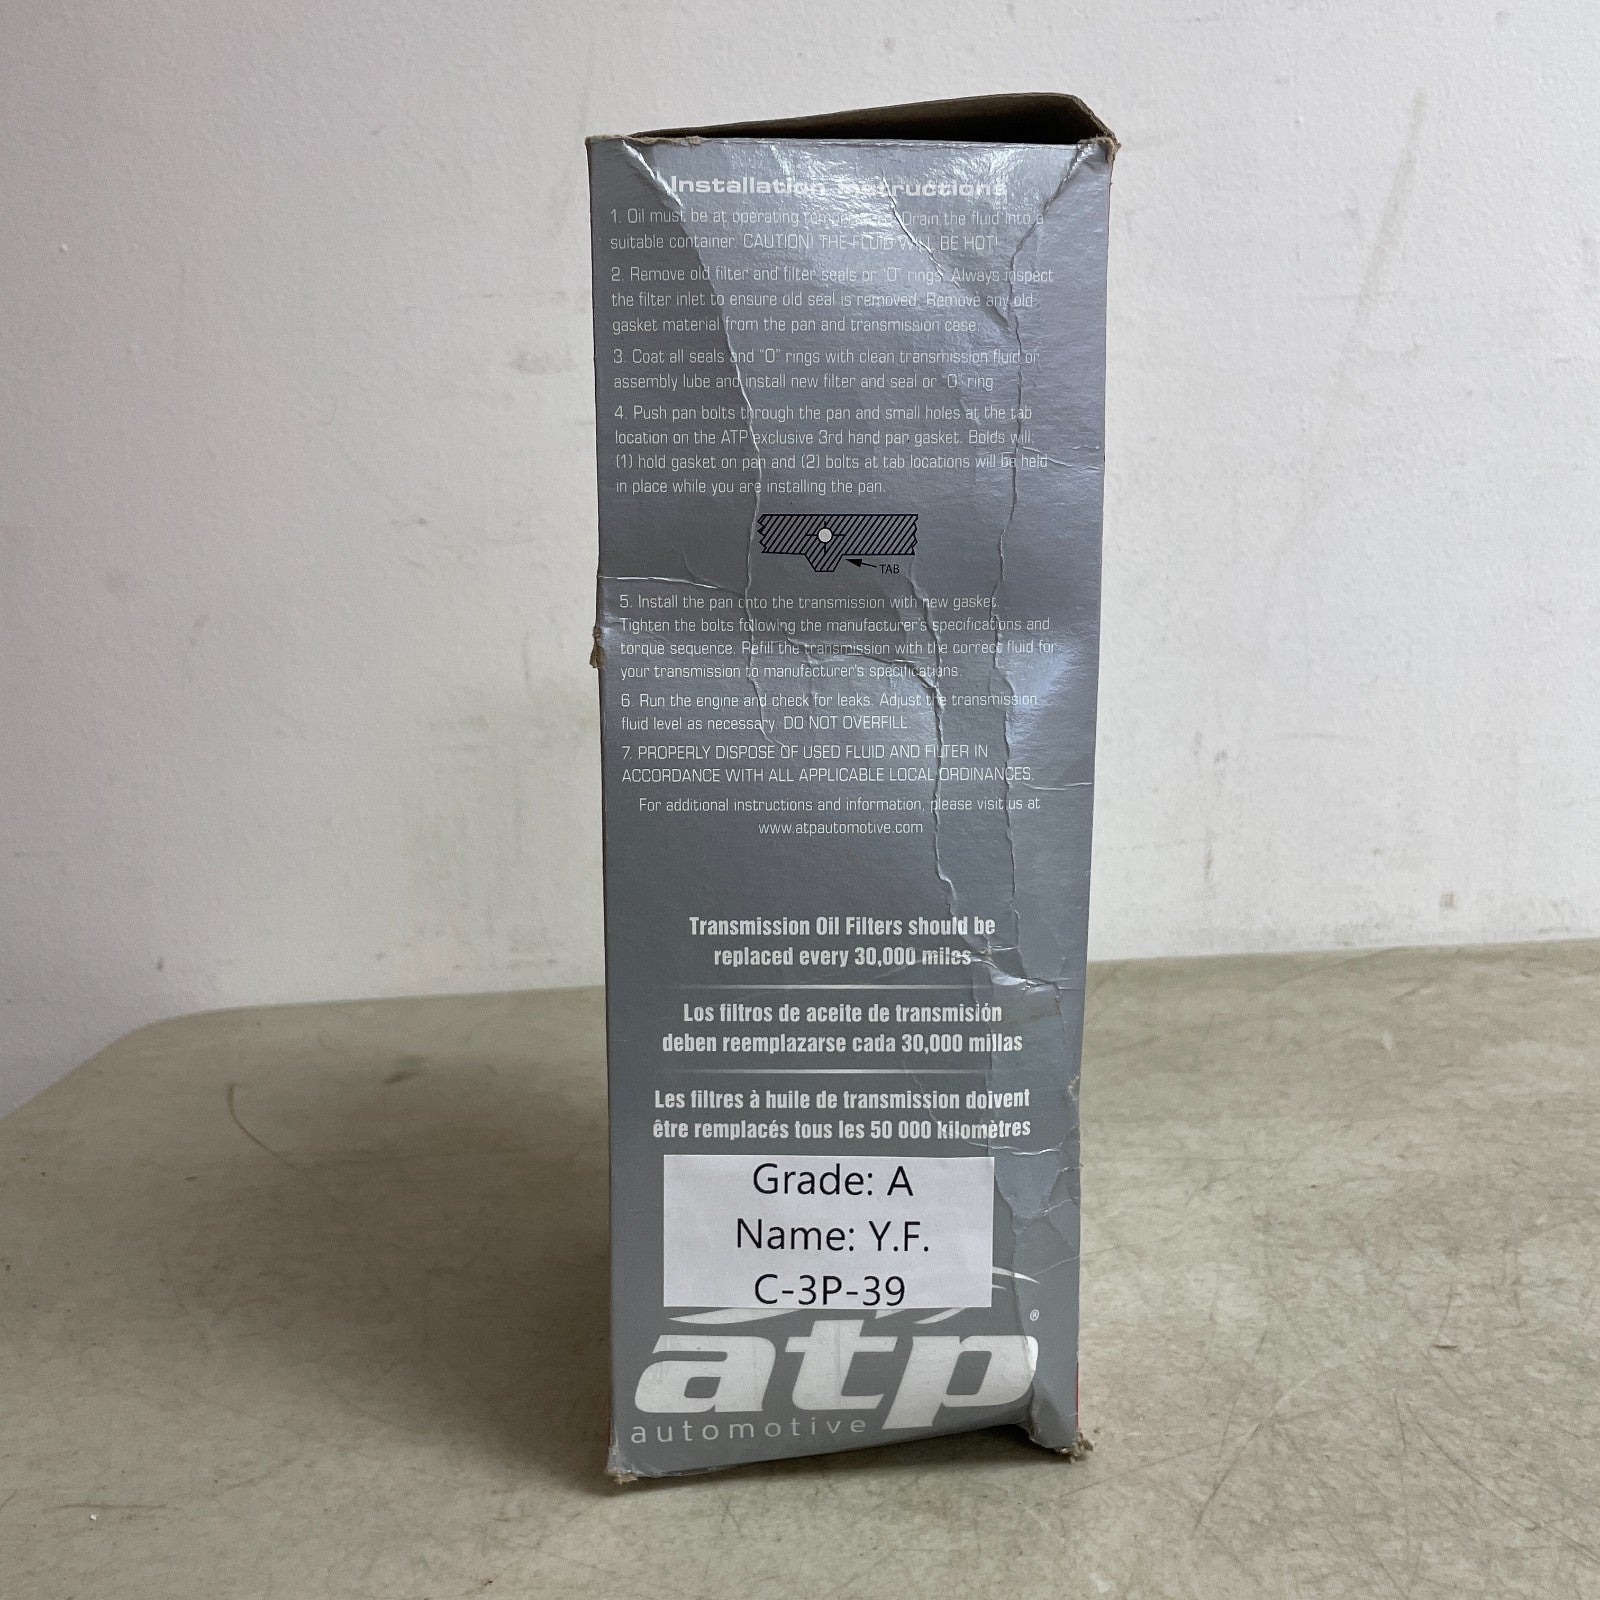 Installation Instructions
1. Oil must be at operating temperature. Drain the fluid into a
suitable container. CAUTION! THE FLUID WILL BE HOT!
2. Remove old filter and filter seals or "O" rings. Always inspect
the filter inlet to ensure old seal is removed. Remove any old
gasket material from the pan and transmission case.
3. Coat all seals and "O" rings with clean transmission fluid or
assembly lube and install new filter and seal or "O" ring
4. Push pan bolts through the pan and small holes at the tab
location on the ATP exclusive 3rd hand pan gasket. Bolds will:
(1) hold gasket on pan and (2) bolts at tab locations will be held
in place while you are installing the pan.
TAB
5. Install the pan onto the transmission with new gasket.
Tighten the bolts following the manufacturer's specifications and
torque sequence. Refill the transmission with the correct fluid for
your transmission to manufacturer's specifications.
6. Run the engine and check for leaks. Adjust the transmission
fluid level as necessary. DO NOT OVERFILL
7. PROPERLY DISPOSE OF USED FLUID AND FILTER IN
ACCORDANCE WITH ALL APPLICABLE LOCAL ORDINANCES.
For additional instructions and information, please visit us at
www.atpautomotive.com
Transmission Oil Filters should be
replaced every 30,000 miles
Los filtros de aceite de transmisión
deben reemplazarse cada 30,000 millas
Les filtres à huile de transmission doivent
être remplacés tous les 50 000 kilomètres
Grade: A
Name: Y.F.
C-3P-39
atp®
automotive